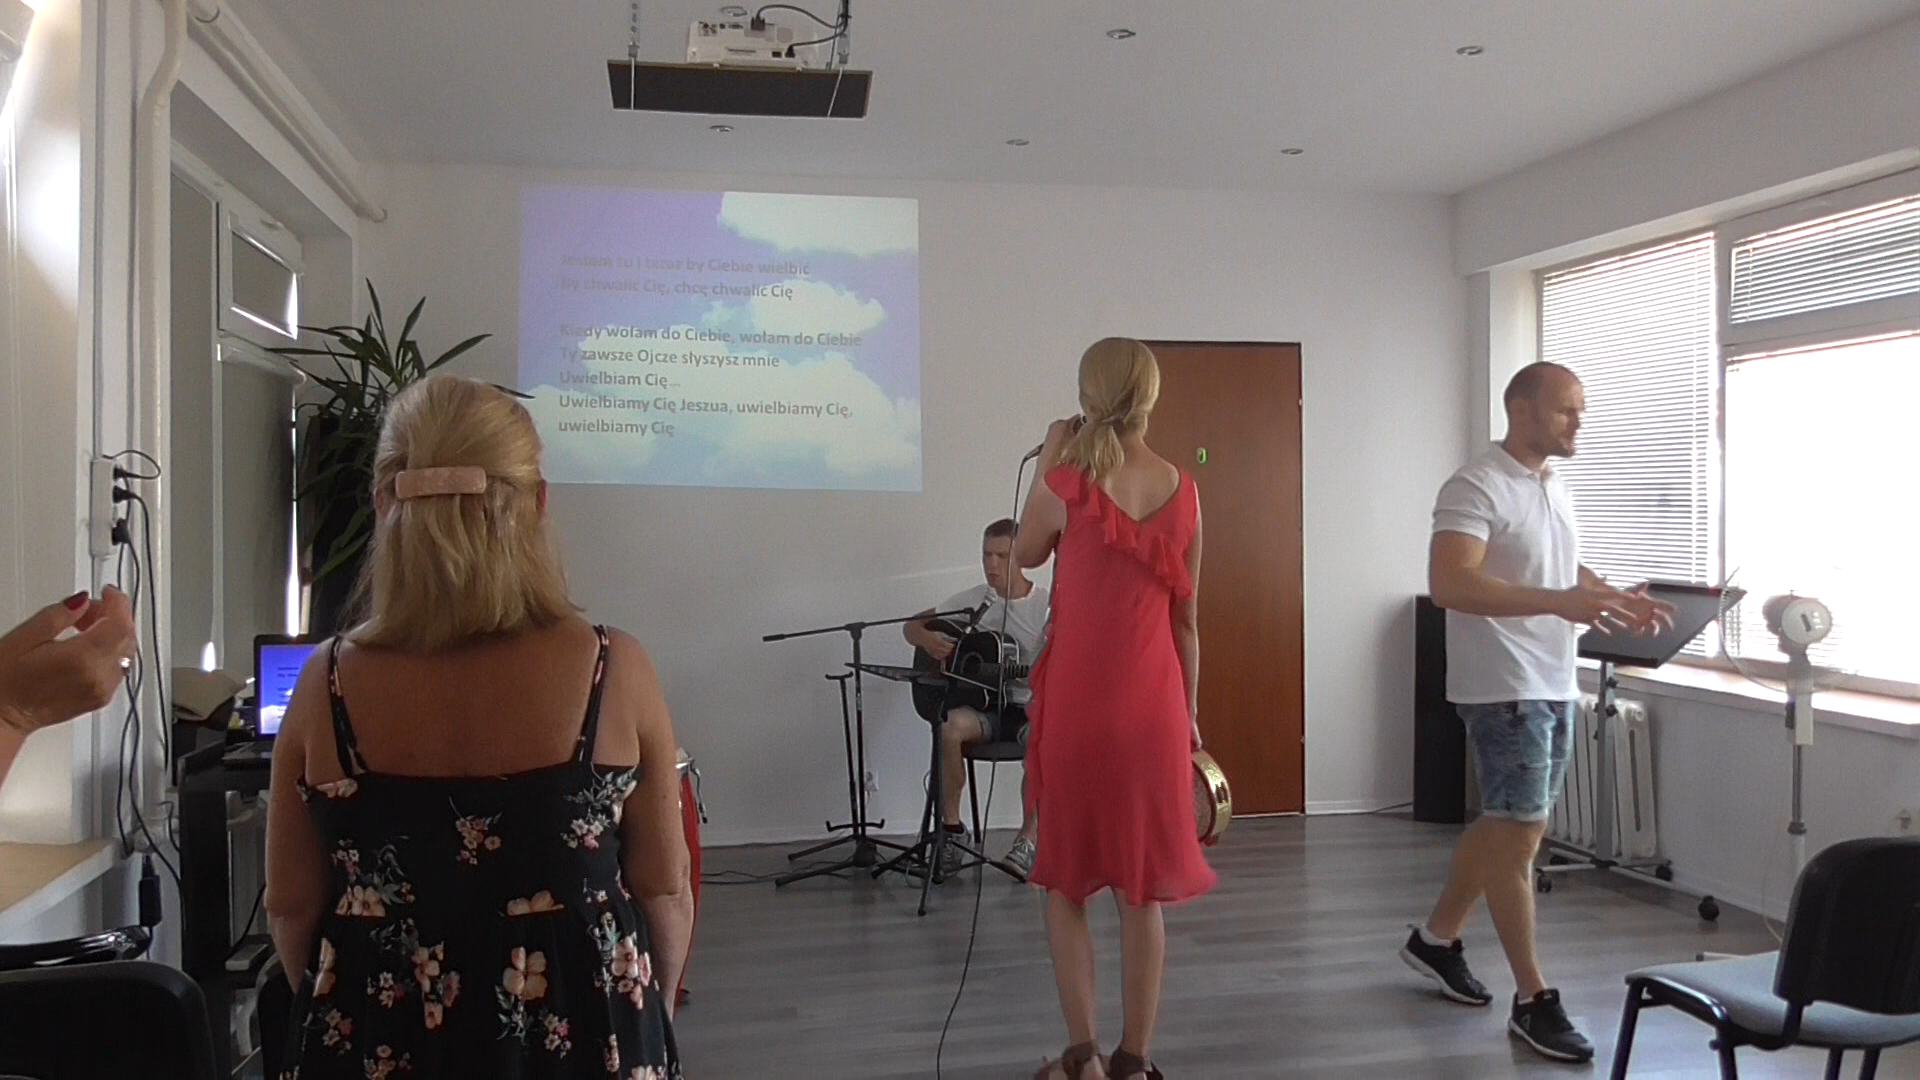 Jestem tu i teraz by Ciebie wielbić
By chwalić Cię, chcę chwalić Cię
Kiedy wołam do Ciebie, wołam do Ciebie
Ty zawsze Ojcze słyszysz mnie
Uwielbiam Cię...
Uwielbiamy Cię Jeszua, uwielbiamy Cię,
uwielbiamy Cię